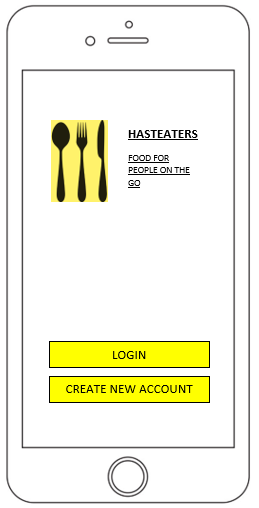 HASTEATERS
FOOD FOR
PEOPLE ON THE
GO
LOGIN
CREATE NEW ACCOUNT